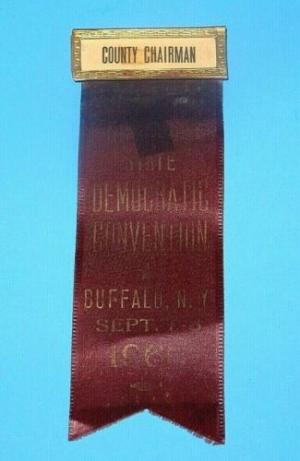 COUNTY CHAIRMAN
STATE
DEMOCRATIC
CONVENTION
BUFFALO, N.Y.
SEPT.